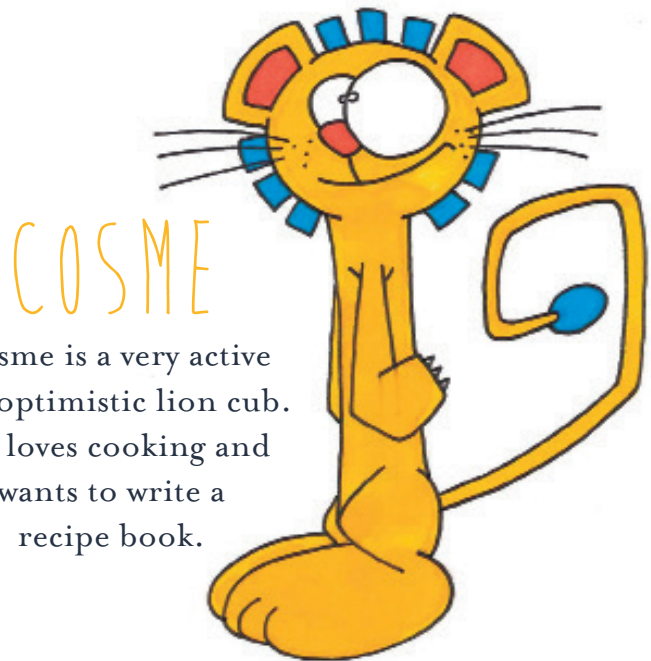 COSME
sme is a very active
optimistic lion cub.
loves cooking and
wants to write a
recipe book.